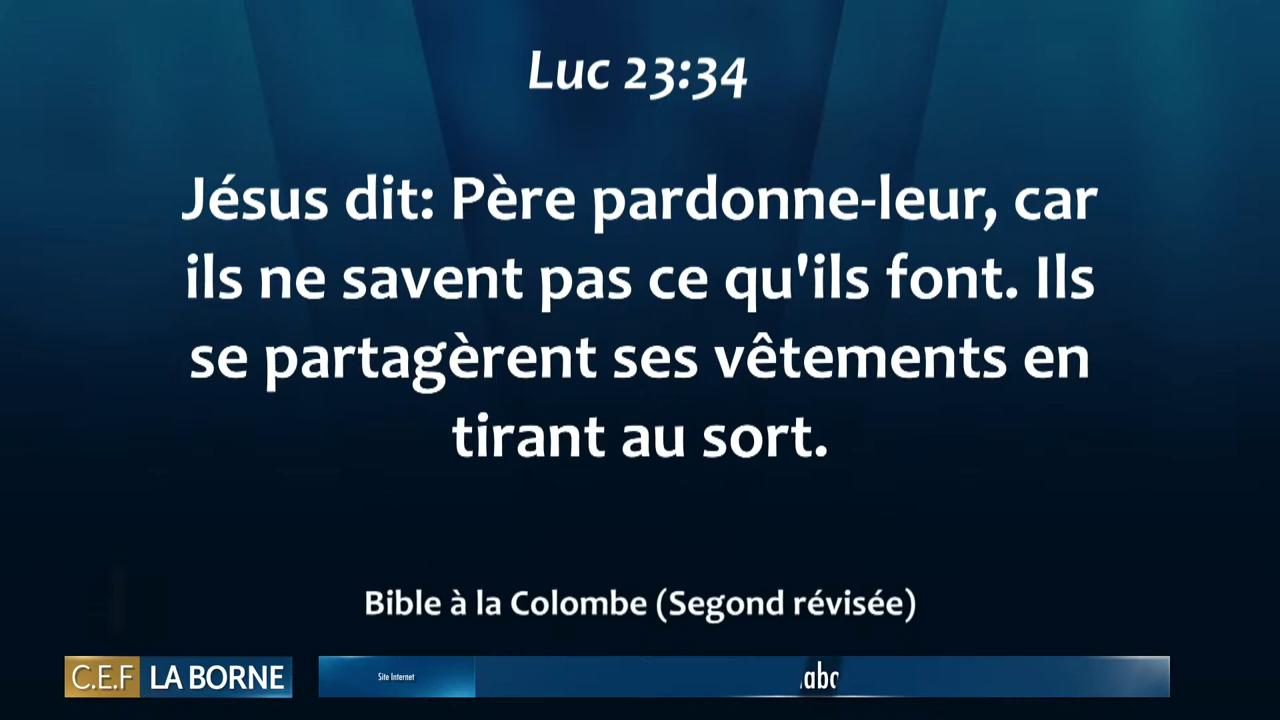 Luc 23:34
Jésus dit: Père pardonne-leur, car
ils ne savent pas ce qu'ils font. Ils
se partagèrent ses vêtements en
tirant au sort.
Bible à la Colombe (Segond révisée)
C.E.F LA BORNE
Site Internet